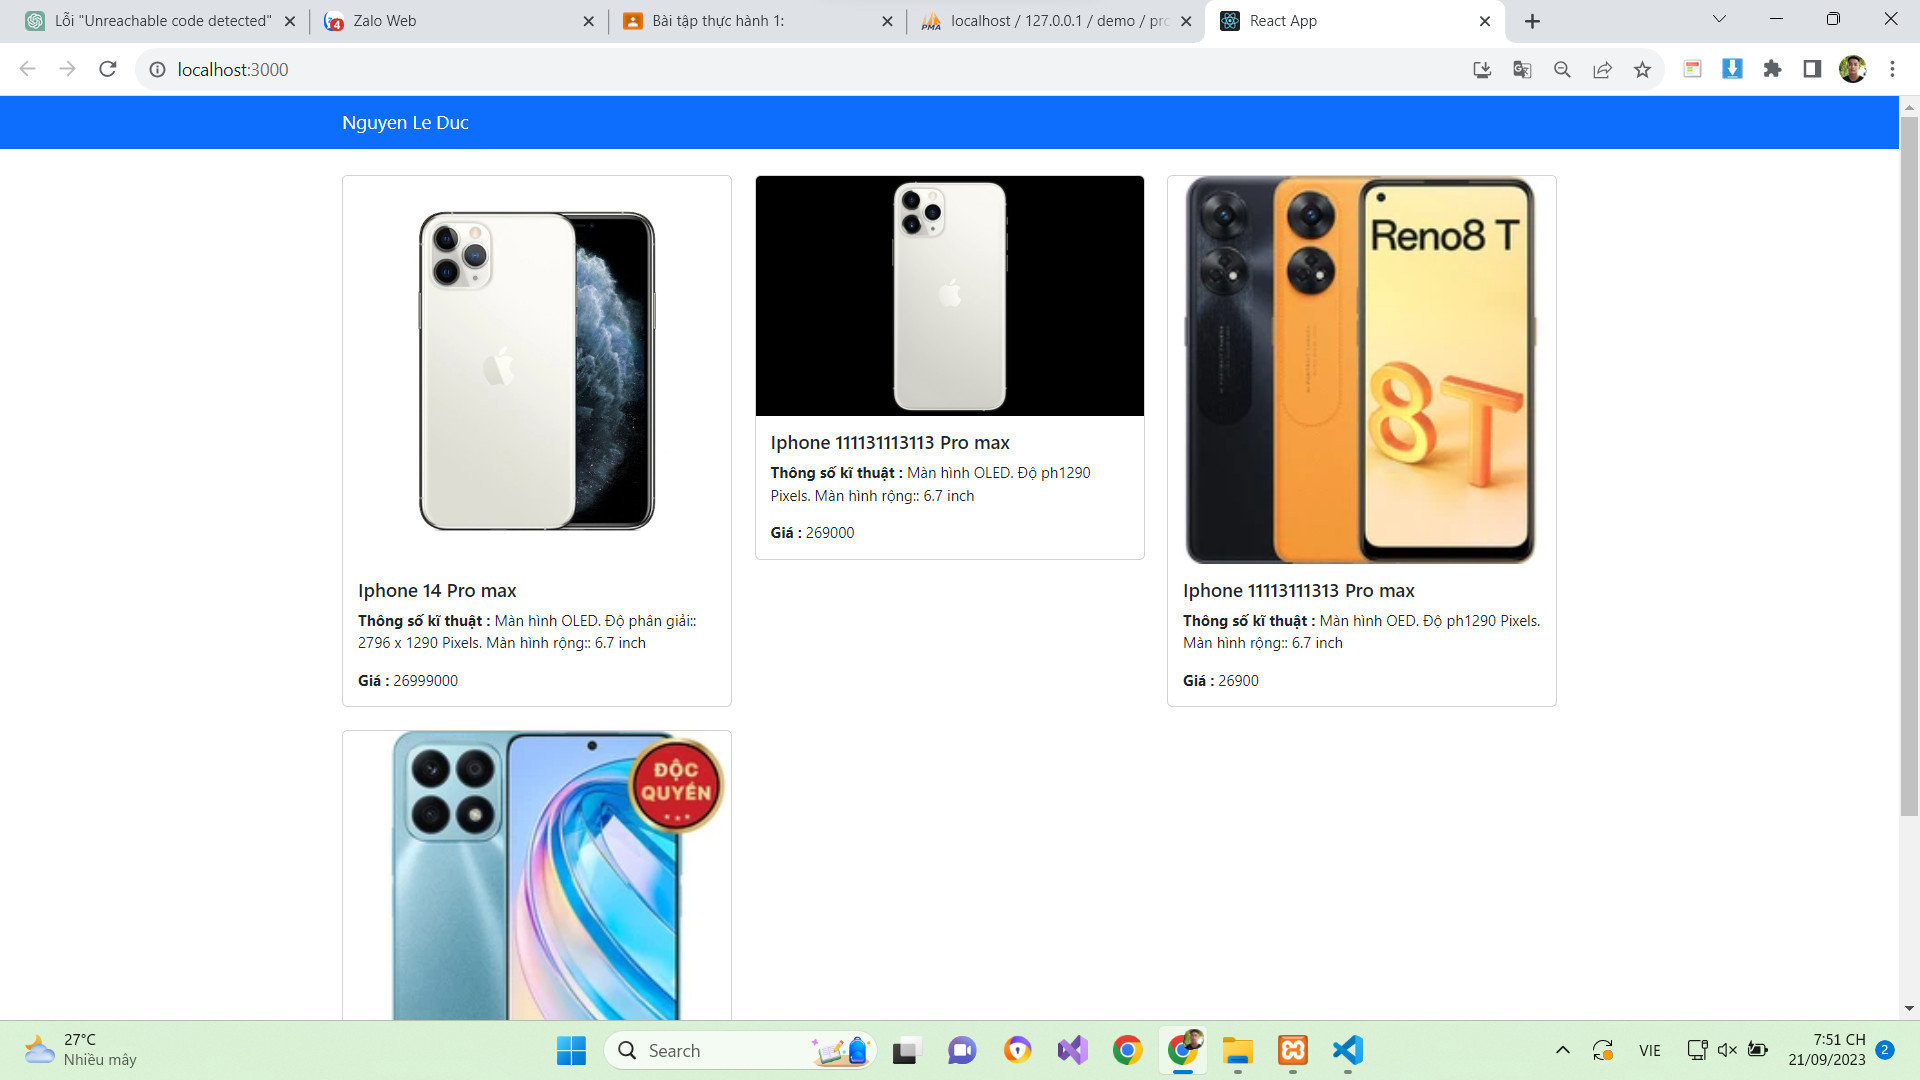 Lỗi "Unreachable code detected"
Zalo Web
Bài tập thực hành 1:
localhost / 127.0.0.1 / demo / pro
React App
localhost:3000
Nguyen Le Duc
Reno8 T
8T
Iphone 111131113113 Pro max
Thông số kĩ thuật : Màn hình OLED. Độ ph1290
Pixels. Màn hình rộng:: 6.7 inch
Giá : 269000
Iphone 14 Pro max
Thông số kĩ thuật : Màn hình OLED. Độ phân giải::
2796 x 1290 Pixels. Màn hình rộng:: 6.7 inch
Giá : 26999000
Iphone 11113111313 Pro max
Thông số kĩ thuật : Màn hình OED. Độ ph1290 Pixels.
Màn hình rộng:: 6.7 inch
Giá : 26900
ĐỘC
QUYỀN
27°C
Nhiều mây
Search
VIE
7:51 CH
21/09/2023
2